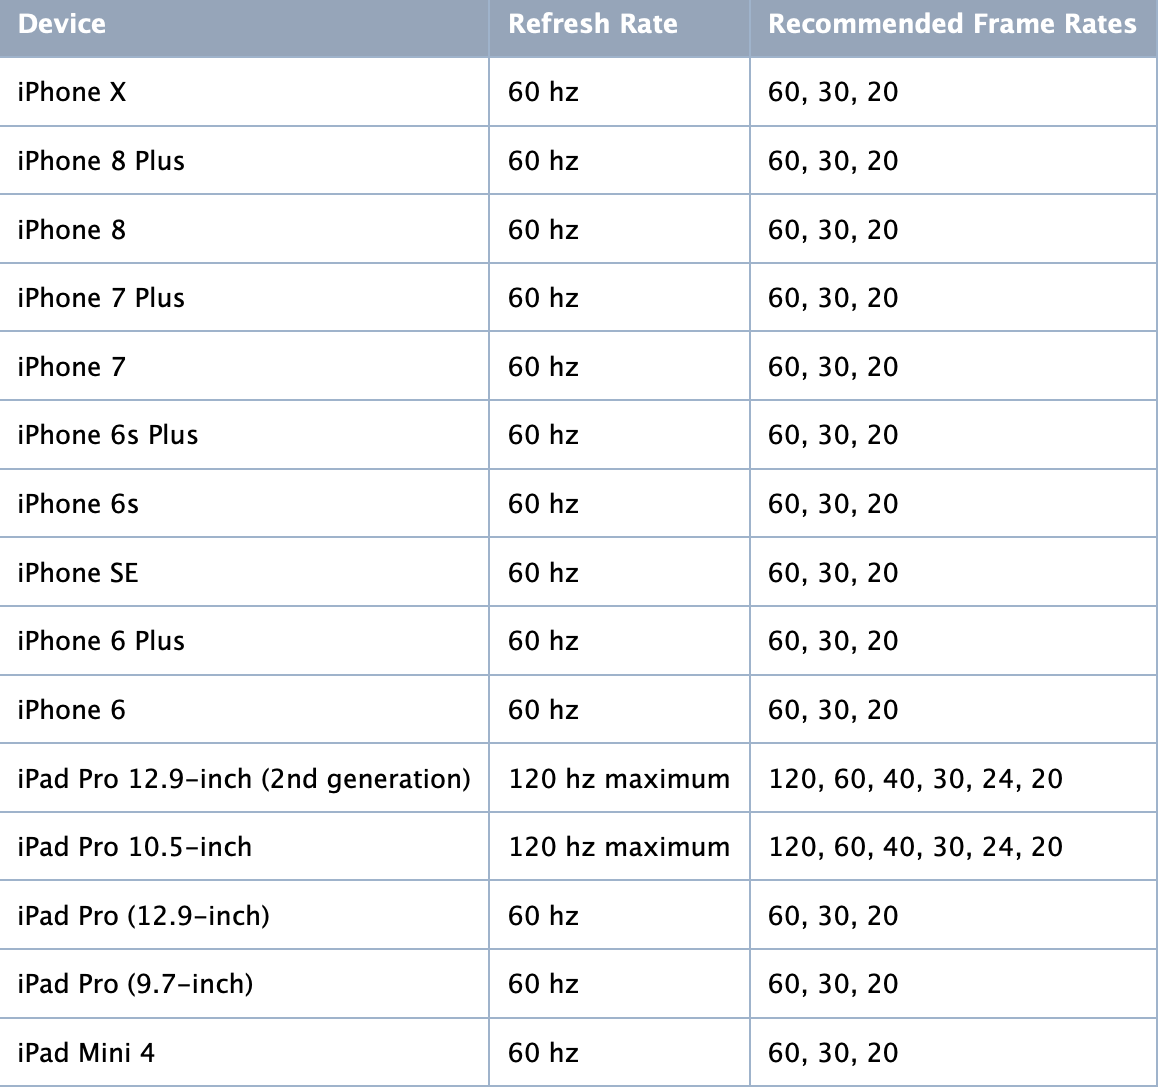 Device Refresh Rate Recommended Frame Rates
iPhone X 60 hz 60, 30, 20
iPhone 8 Plus 60 hz 60, 30, 20
iPhone 8 60 hz 60, 30, 20
iPhone 7 Plus 60 hz 60, 30, 20
iPhone 7 60 hz 60, 30, 20
iPhone 6s Plus 60 hz 60, 30, 20
iPhone 6s 60 hz 60, 30, 20
iPhone SE 60 hz 60, 30, 20
iPhone 6 Plus 60 hz 60, 30, 20
iPhone 6 60 hz 60, 30, 20
iPad Pro 12.9-inch (2nd generation) 120 hz maximum 120, 60, 40, 30, 24, 20
iPad Pro 10.5-inch 120 hz maximum 120, 60, 40, 30, 24, 20
iPad Pro (12.9-inch) 60 hz 60, 30, 20
iPad Pro (9.7-inch) 60 hz 60, 30, 20
iPad Mini 4 60 hz 60, 30, 20